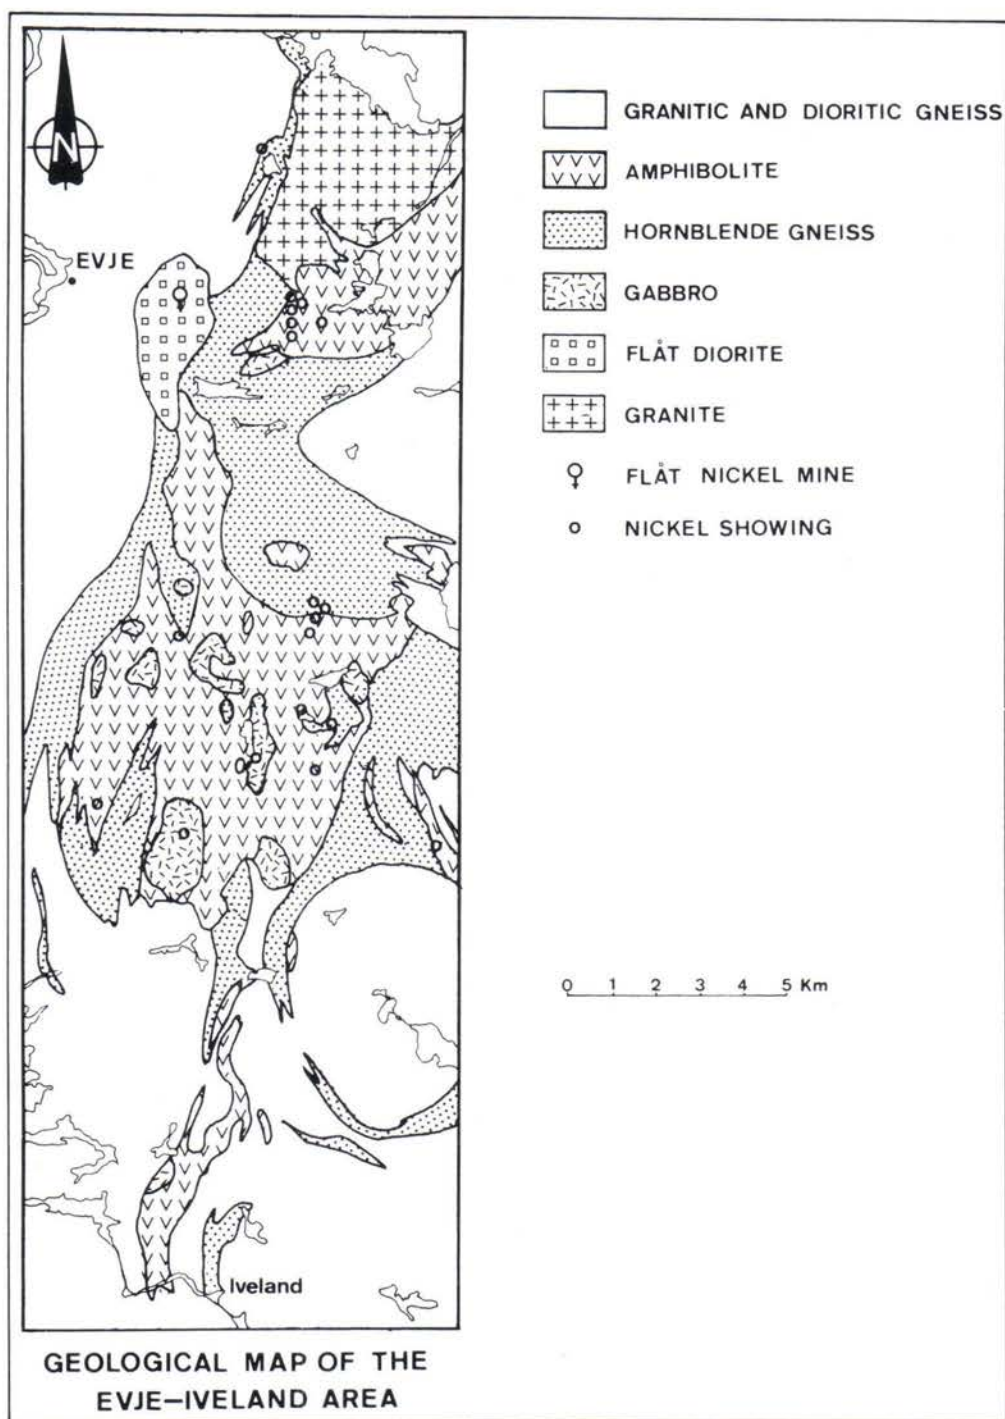 N
EVJE
Iveland
GEOLOGICAL MAP OF THE
EVJE—IVELAND AREA
GRANITIC AND DIORITIC GNEISS
AMPHIBOLITE
HORNBLENDE GNEISS
GABBRO
FLÅT DIORITE
GRANITE
FLÅT NICKEL MINE
NICKEL SHOWING
0 1 2 3 4 5 Km